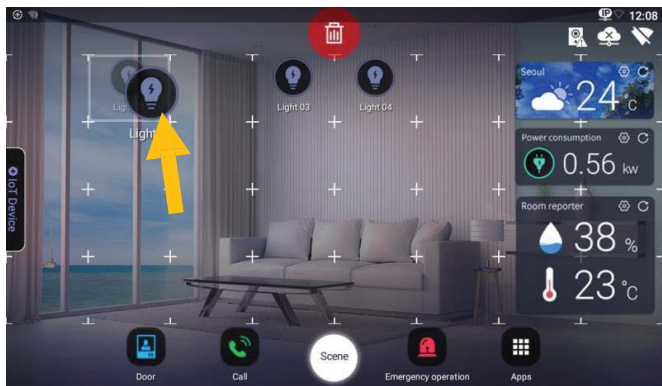 IP 12:08
Seoul
24 °C
Light
Light 03
Light 04
Light
Power consumption
0.56 kw
IoT Device
Room reporter
38 %
23 °C
Scene
Door
Call
Emergency operation
Apps